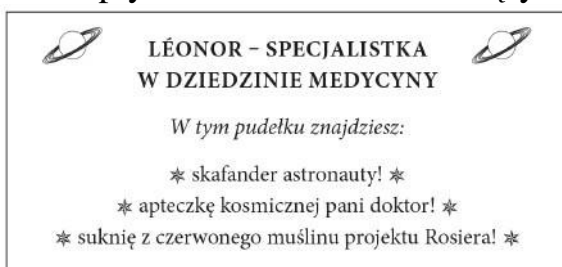 LÉONOR – SPECJALISTKA
W DZIEDZINIE MEDYCYNY
W tym pudełku znajdziesz:
* skafander astronauty! *
* apteczkę kosmicznej pani doktor! *
* suknię z czerwonego muślinu projektu Rosiera! *